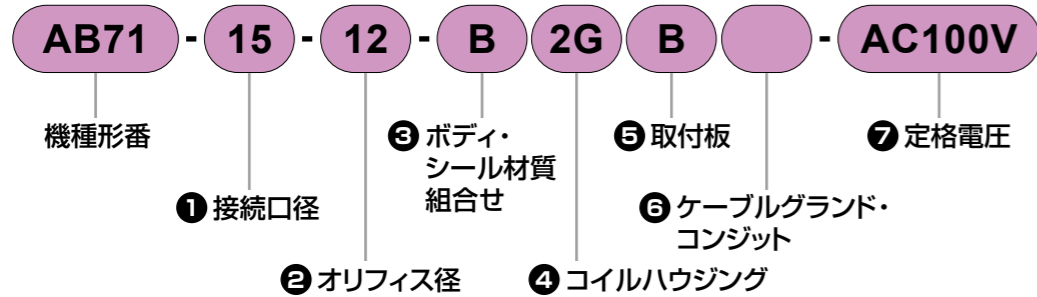 AB71 - 15 - 12 - B 2G B - AC100V
機種形番
❸ ボディ・
シール材質
組合せ
❺ 取付板
❼ 定格電圧
❶ 接続口径
❻ ケーブルグランド・
コンジット
❷ オリフィス径
❹ コイルハウジング